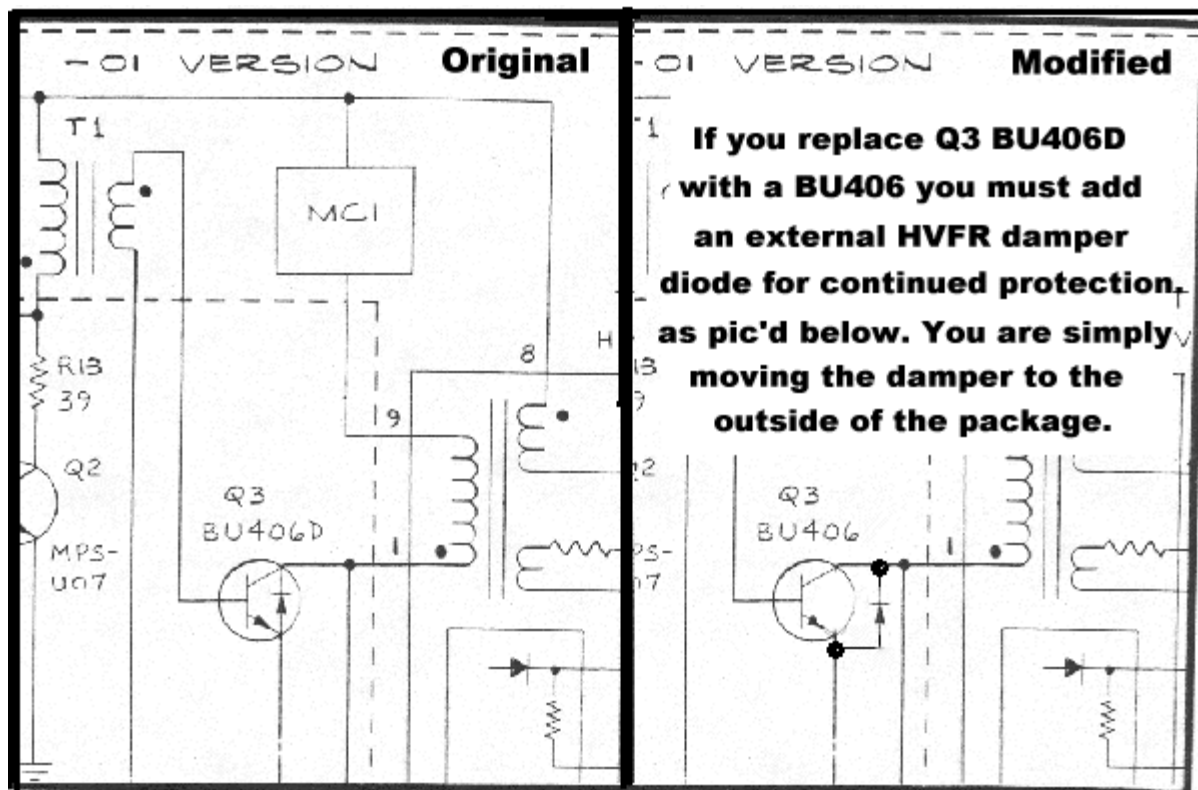 -01 VERSION Original
T1
MC1
R13
39
8
H
9
Q2
Q3
BU406D
1
MPS-
U07
-01 VERSION Modified
If you replace Q3 BU406D
with a BU406 you must add
an external HVFR damper
diode for continued protection,
as pic'd below. You are simply
moving the damper to the
outside of the package.
Q3
BU406
1